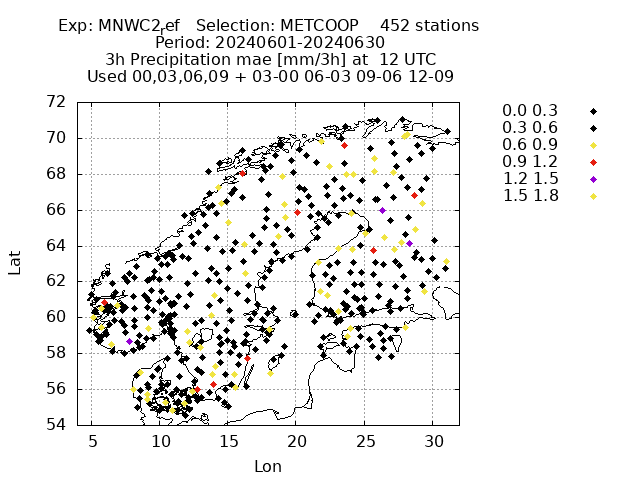 Exp: MNWC2ref   Selection: METCOOP    452 stations
Period: 20240601-20240630
3h Precipitation mae [mm/3h] at  12 UTC
Used 00,03,06,09 + 03-00 06-03 09-06 12-09
72
70
68
66
64
62
60
58
56
54
Lat
5 10 15 20 25 30
Lon
0.0 0.3
0.3 0.6
0.6 0.9
0.9 1.2
1.2 1.5
1.5 1.8